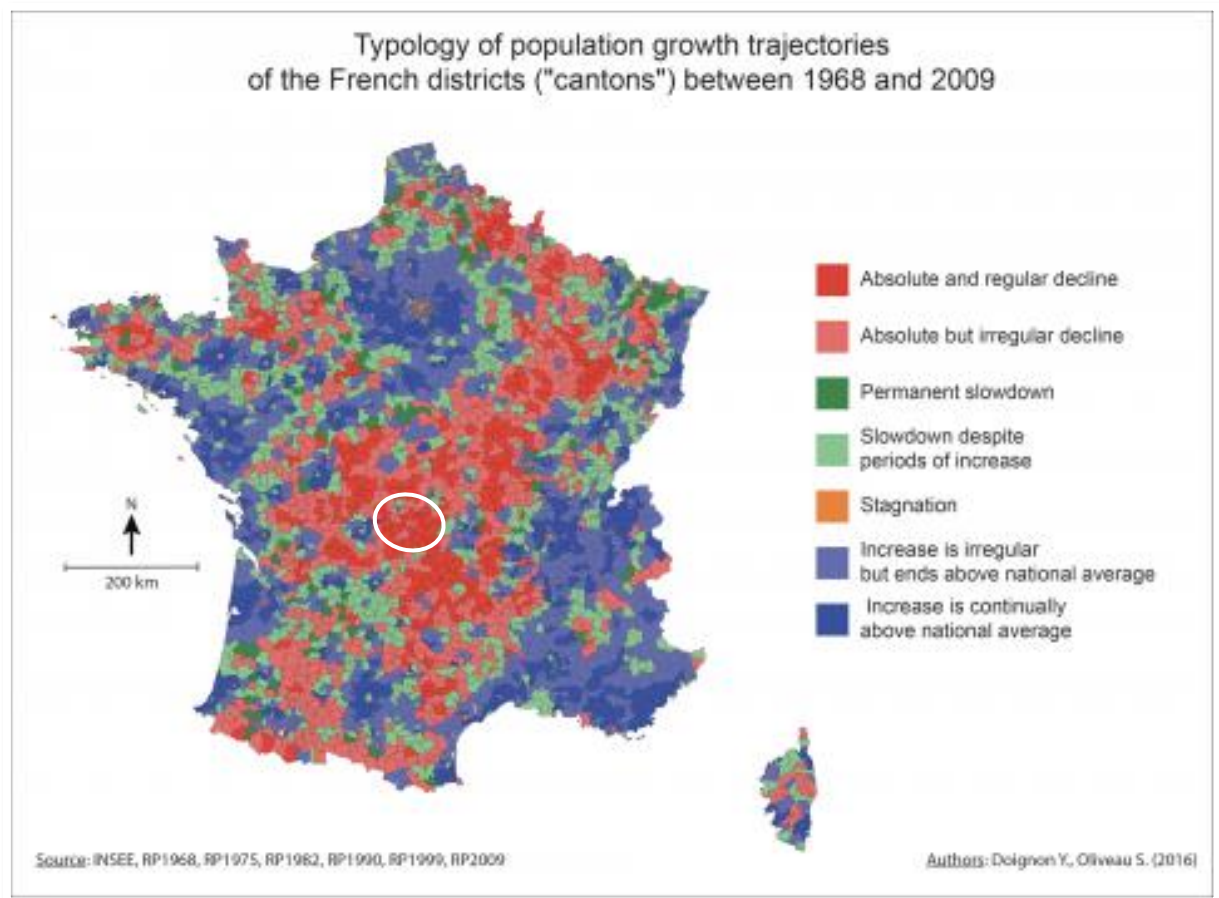 Typology of population growth trajectories
of the French districts ("cantons") between 1968 and 2009
Absolute and regular decline
Absolute but irregular decline
Permanent slowdown
Slowdown despite
periods of increase
Stagnation
Increase is irregular
but ends above national average
Increase is continually
above national average
N
200 km
Source: INSEE, RP1968, RP1975, RP1982, RP1990, RP1999, RP2009
Authors: Doignon Y., Oliveau S. (2016)